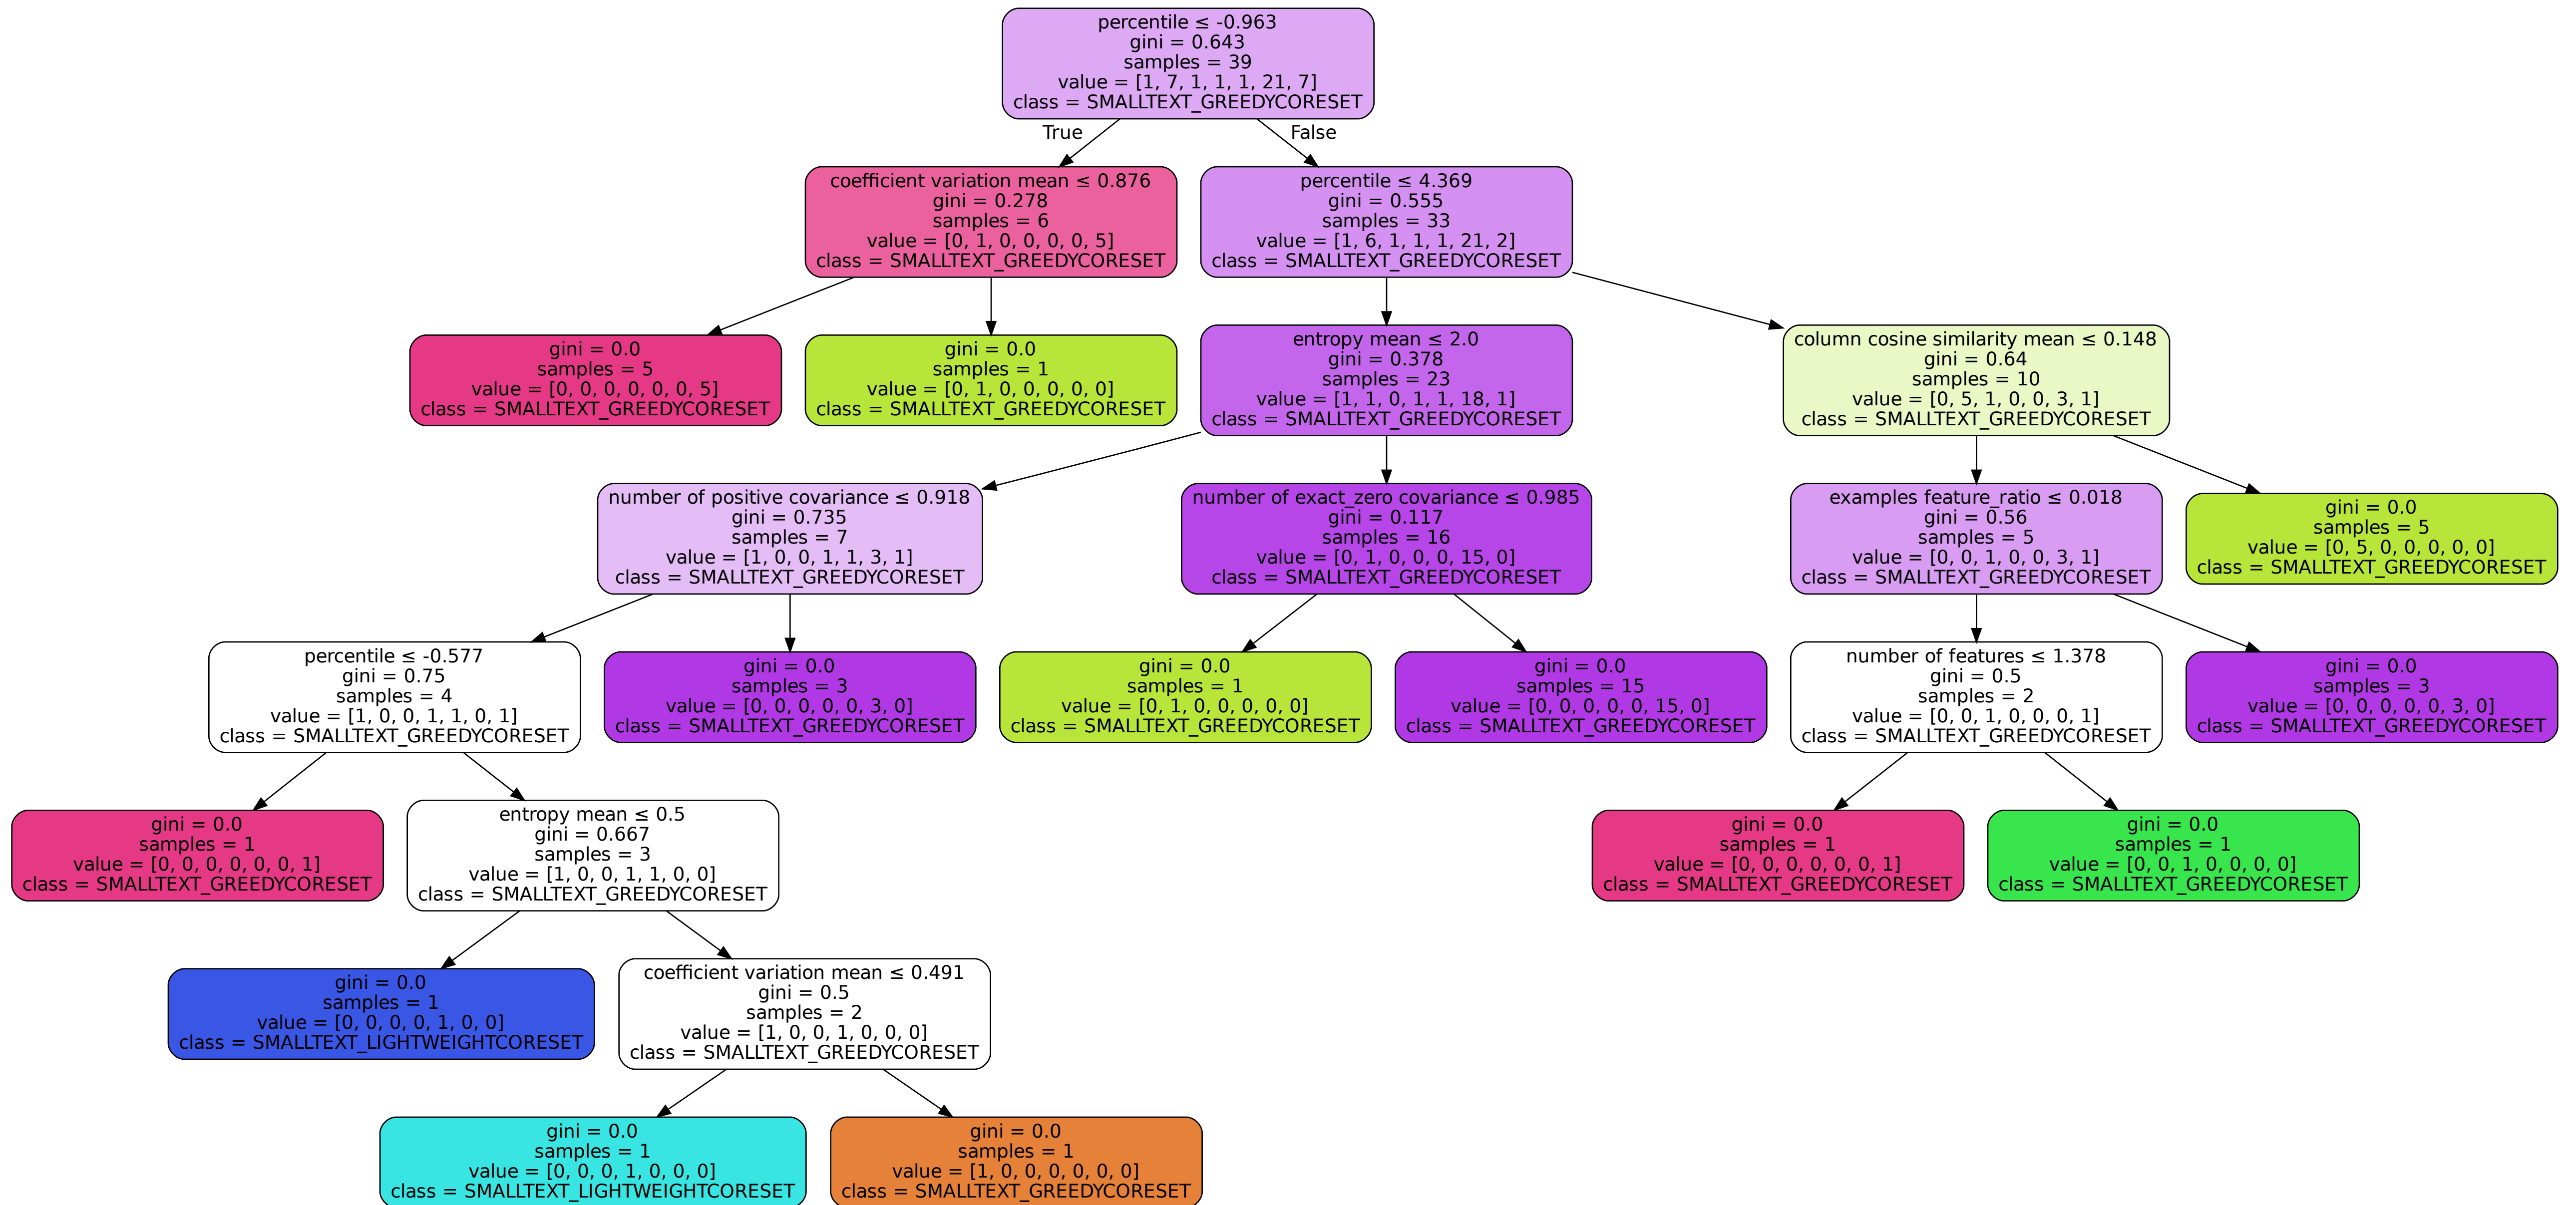 percentile ≤ -0.963
gini = 0.643
samples = 39
value = [1, 7, 1, 1, 1, 21, 7]
class = SMALLTEXT_GREEDYCORESET
True
False
coefficient variation mean ≤ 0.876
gini = 0.278
samples = 6
value = [0, 1, 0, 0, 0, 0, 5]
class = SMALLTEXT_GREEDYCORESET
percentile ≤ 4.369
gini = 0.555
samples = 33
value = [1, 6, 1, 1, 1, 21, 2]
class = SMALLTEXT_GREEDYCORESET
gini = 0.0
samples = 5
value = [0, 0, 0, 0, 0, 0, 5]
class = SMALLTEXT_GREEDYCORESET
gini = 0.0
samples = 1
value = [0, 1, 0, 0, 0, 0, 0]
class = SMALLTEXT_GREEDYCORESET
entropy mean ≤ 2.0
gini = 0.378
samples = 23
value = [1, 1, 0, 1, 1, 18, 1]
class = SMALLTEXT_GREEDYCORESET
column cosine similarity mean ≤ 0.148
gini = 0.64
samples = 10
value = [0, 5, 1, 0, 0, 3, 1]
class = SMALLTEXT_GREEDYCORESET
number of positive covariance ≤ 0.918
gini = 0.735
samples = 7
value = [1, 0, 0, 1, 1, 3, 1]
class = SMALLTEXT_GREEDYCORESET
number of exact_zero covariance ≤ 0.985
gini = 0.117
samples = 16
value = [0, 1, 0, 0, 0, 15, 0]
class = SMALLTEXT_GREEDYCORESET
examples feature_ratio ≤ 0.018
gini = 0.56
samples = 5
value = [0, 0, 1, 0, 0, 3, 1]
class = SMALLTEXT_GREEDYCORESET
gini = 0.0
samples = 5
value = [0, 5, 0, 0, 0, 0, 0]
class = SMALLTEXT_GREEDYCORESET
percentile ≤ -0.577
gini = 0.75
samples = 4
value = [1, 0, 0, 1, 1, 0, 1]
class = SMALLTEXT_GREEDYCORESET
gini = 0.0
samples = 3
value = [0, 0, 0, 0, 0, 3, 0]
class = SMALLTEXT_GREEDYCORESET
gini = 0.0
samples = 1
value = [0, 1, 0, 0, 0, 0, 0]
class = SMALLTEXT_GREEDYCORESET
gini = 0.0
samples = 15
value = [0, 0, 0, 0, 0, 15, 0]
class = SMALLTEXT_GREEDYCORESET
number of features ≤ 1.378
gini = 0.5
samples = 2
value = [0, 0, 1, 0, 0, 0, 1]
class = SMALLTEXT_GREEDYCORESET
gini = 0.0
samples = 3
value = [0, 0, 0, 0, 0, 3, 0]
class = SMALLTEXT_GREEDYCORESET
gini = 0.0
samples = 1
value = [0, 0, 0, 0, 0, 0, 1]
class = SMALLTEXT_GREEDYCORESET
entropy mean ≤ 0.5
gini = 0.667
samples = 3
value = [1, 0, 0, 1, 1, 0, 0]
class = SMALLTEXT_GREEDYCORESET
gini = 0.0
samples = 1
value = [0, 0, 0, 0, 0, 0, 1]
class = SMALLTEXT_GREEDYCORESET
gini = 0.0
samples = 1
value = [0, 0, 1, 0, 0, 0, 0]
class = SMALLTEXT_GREEDYCORESET
gini = 0.0
samples = 1
value = [0, 0, 0, 0, 1, 0, 0]
class = SMALLTEXT_LIGHTWEIGHTCORESET
coefficient variation mean ≤ 0.491
gini = 0.5
samples = 2
value = [1, 0, 0, 1, 0, 0, 0]
class = SMALLTEXT_GREEDYCORESET
gini = 0.0
samples = 1
value = [0, 0, 0, 1, 0, 0, 0]
class = SMALLTEXT_LIGHTWEIGHTCORESET
gini = 0.0
samples = 1
value = [1, 0, 0, 0, 0, 0, 0]
class = SMALLTEXT_GREEDYCORESET